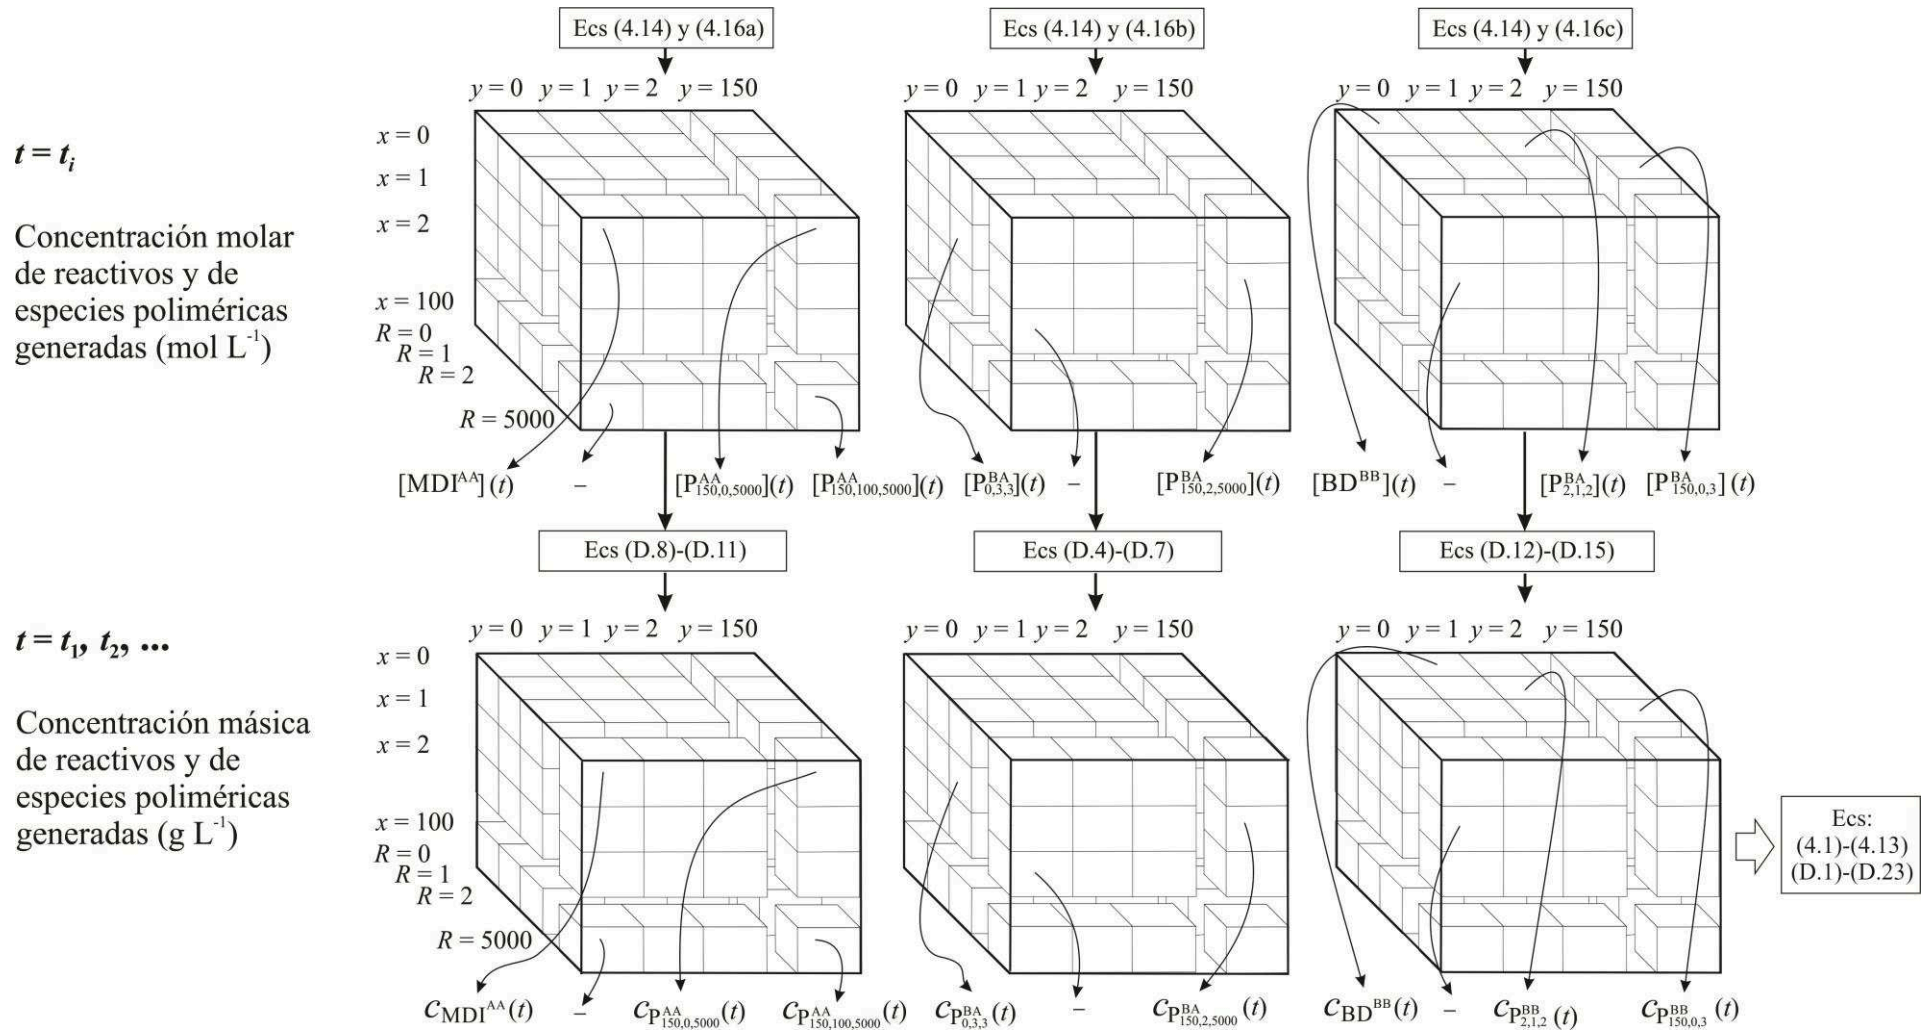 Ecs (4.14) y (4.16a)
Ecs (4.14) y (4.16b)
Ecs (4.14) y (4.16c)
y = 0 y = 1 y = 2 y = 150
y = 0 y = 1 y = 2 y = 150
y = 0 y = 1 y = 2 y = 150
t = t_i
Concentración molar
de reactivos y de
especies poliméricas
generadas (mol L⁻¹)
x = 0
x = 1
x = 2
x = 100
R = 0
R = 1
R = 2
R = 5000
[MDI^AA](t) – [P^AA_150,0,5000](t) [P^AA_150,100,5000](t)
[P^BA_0,3,3](t) – [P^BA_150,2,5000](t)
[BD^BB](t) – [P^BA_2,1,2](t) [P^BA_150,0,3](t)
Ecs (D.8)-(D.11)
Ecs (D.4)-(D.7)
Ecs (D.12)-(D.15)
y = 0 y = 1 y = 2 y = 150
y = 0 y = 1 y = 2 y = 150
y = 0 y = 1 y = 2 y = 150
t = t₁, t₂, ...
Concentración másica
de reactivos y de
especies poliméricas
generadas (g L⁻¹)
x = 0
x = 1
x = 2
x = 100
R = 0
R = 1
R = 2
R = 5000
Ecs:
(4.1)-(4.13)
(D.1)-(D.23)
C_MDI^AA(t) – C_P^AA_150,0,5000(t) C_P^AA_150,100,5000(t)
C_P^BA_0,3,3(t) – C_P^BA_150,2,5000(t)
C_BD^BB(t) – C_P^BB_2,1,2(t) C_P^BB_150,0,3(t)